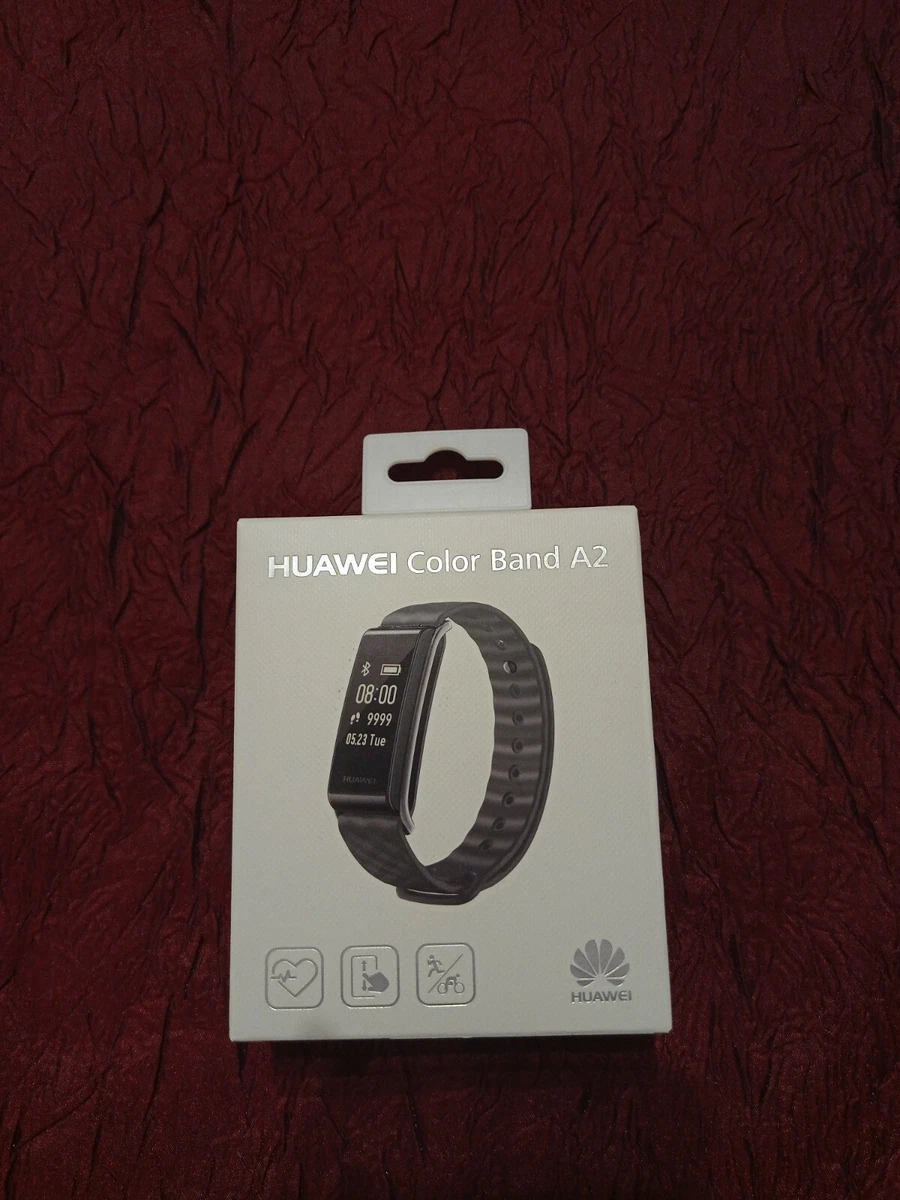 HUAWEI Color Band A2
08:00
9999
05.23 Tue
HUAWEI
HUAWEI